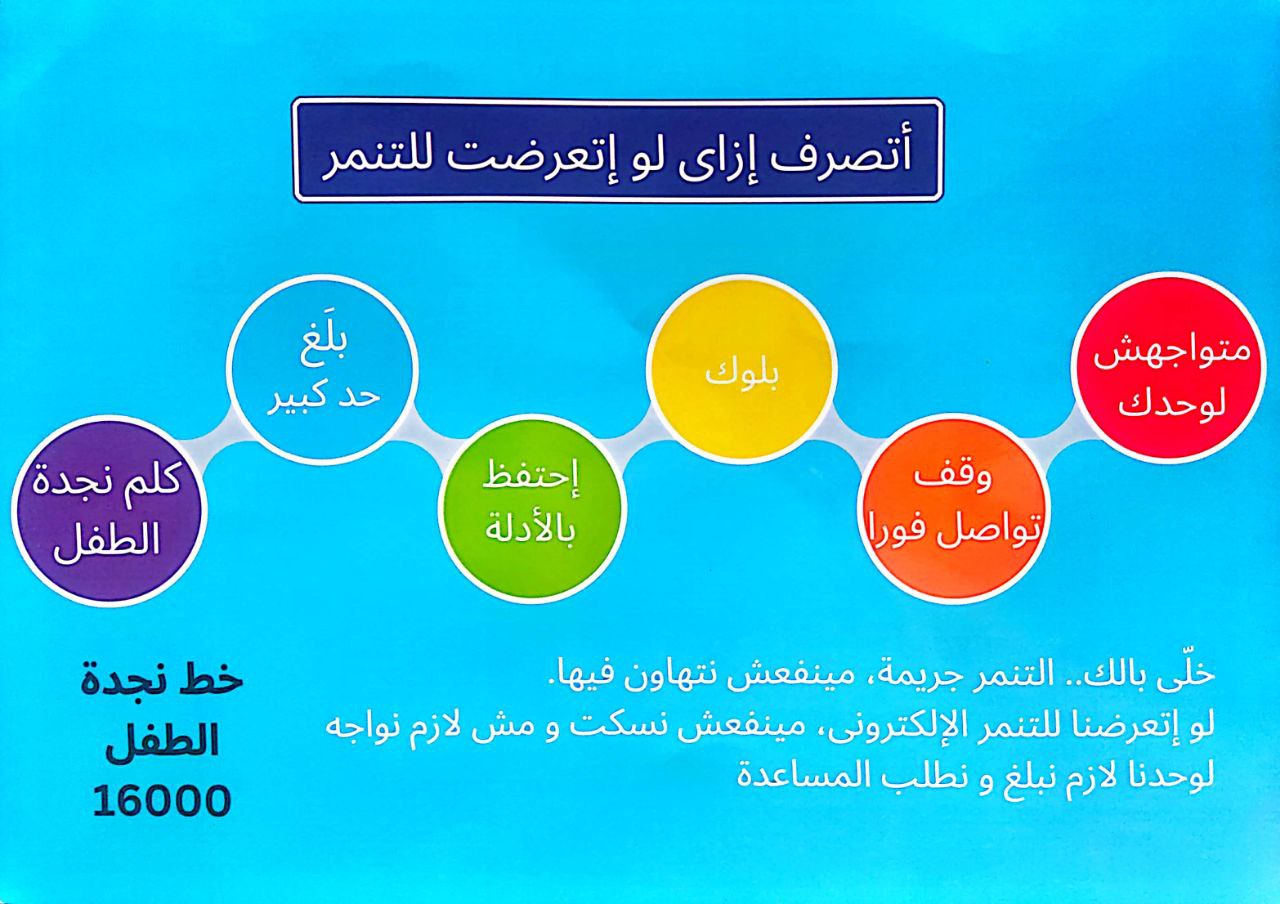 أتصرف إزاى لو إتعرضت للتنمر
متواجهش
لوحدك
وقف
تواصل فورا
بلوك
إحتفظ
بالأدلة
بلَغ
حد كبير
كلم نجدة
الطفل
خلّى بالك.. التنمر جريمة، مينفعش نتهاون فيها.
لو إتعرضنا للتنمر الإلكترونى، مينفعش نسكت و مش لازم نواجه
لوحدنا لازم نبلغ و نطلب المساعدة
خط نجدة
الطفل
16000